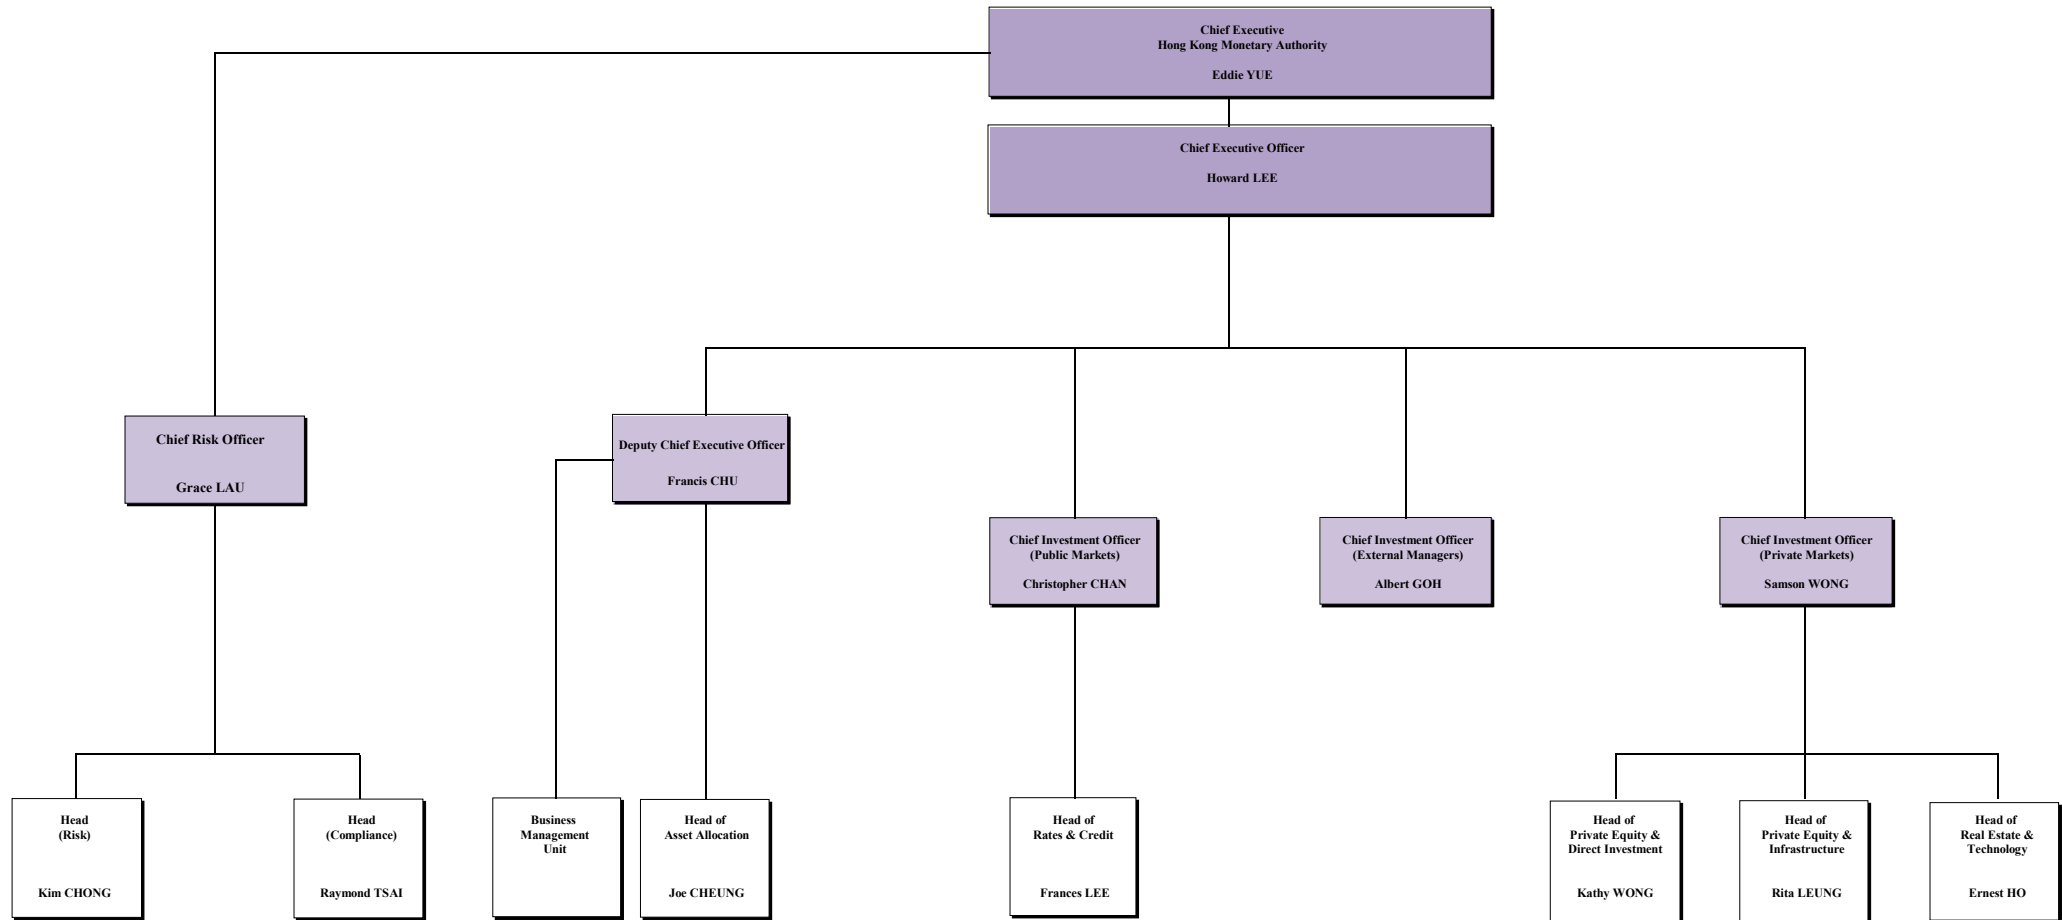 Chief Executive
Hong Kong Monetary Authority
Eddie YUE
Chief Executive Officer
Howard LEE
Chief Risk Officer
Grace LAU
Deputy Chief Executive Officer
Francis CHU
Chief Investment Officer
(Public Markets)
Christopher CHAN
Chief Investment Officer
(External Managers)
Albert GOH
Chief Investment Officer
(Private Markets)
Samson WONG
Head
(Risk)
Kim CHONG
Head
(Compliance)
Raymond TSAI
Business
Management
Unit
Head of
Asset Allocation
Joe CHEUNG
Head of
Rates & Credit
Frances LEE
Head of
Private Equity &
Direct Investment
Kathy WONG
Head of
Private Equity &
Infrastructure
Rita LEUNG
Head of
Real Estate &
Technology
Ernest HO